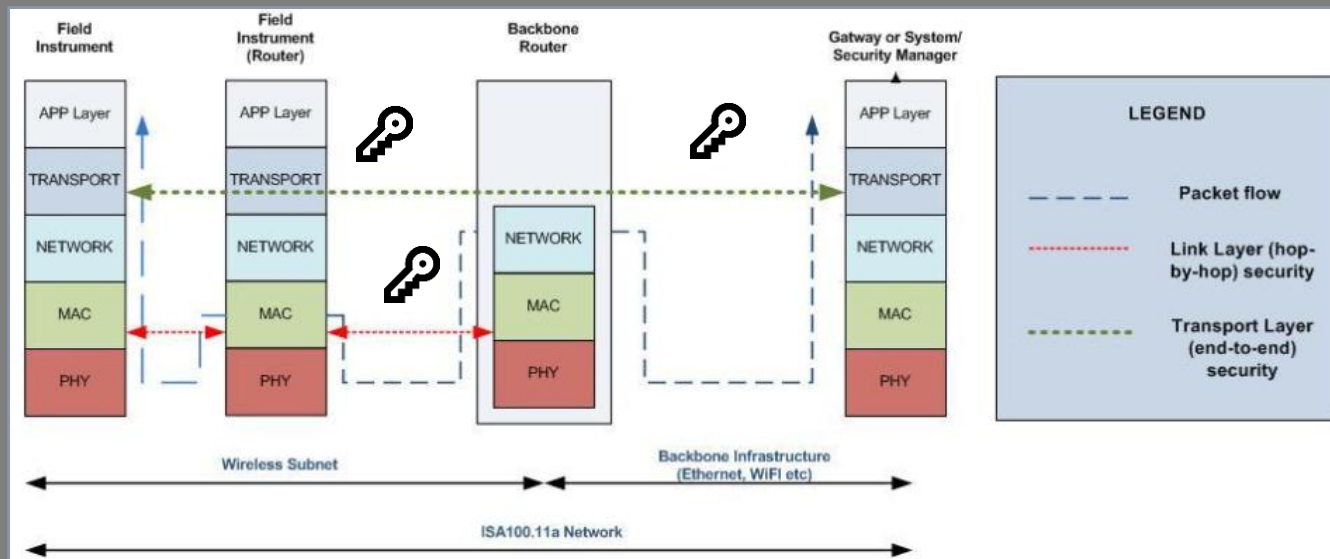 Field
Instrument
Field
Instrument
(Router)
Backbone
Router
Gatway or System/
Security Manager
APP Layer
TRANSPORT
NETWORK
MAC
PHY
APP Layer
TRANSPORT
NETWORK
MAC
PHY
NETWORK
MAC
PHY
APP Layer
TRANSPORT
NETWORK
MAC
PHY
LEGEND
Packet flow
Link Layer (hop-
by-hop) security
Transport Layer
(end-to-end)
security
Wireless Subnet
Backbone Infrastructure
(Ethernet, WiFI etc)
ISA100.11a Network